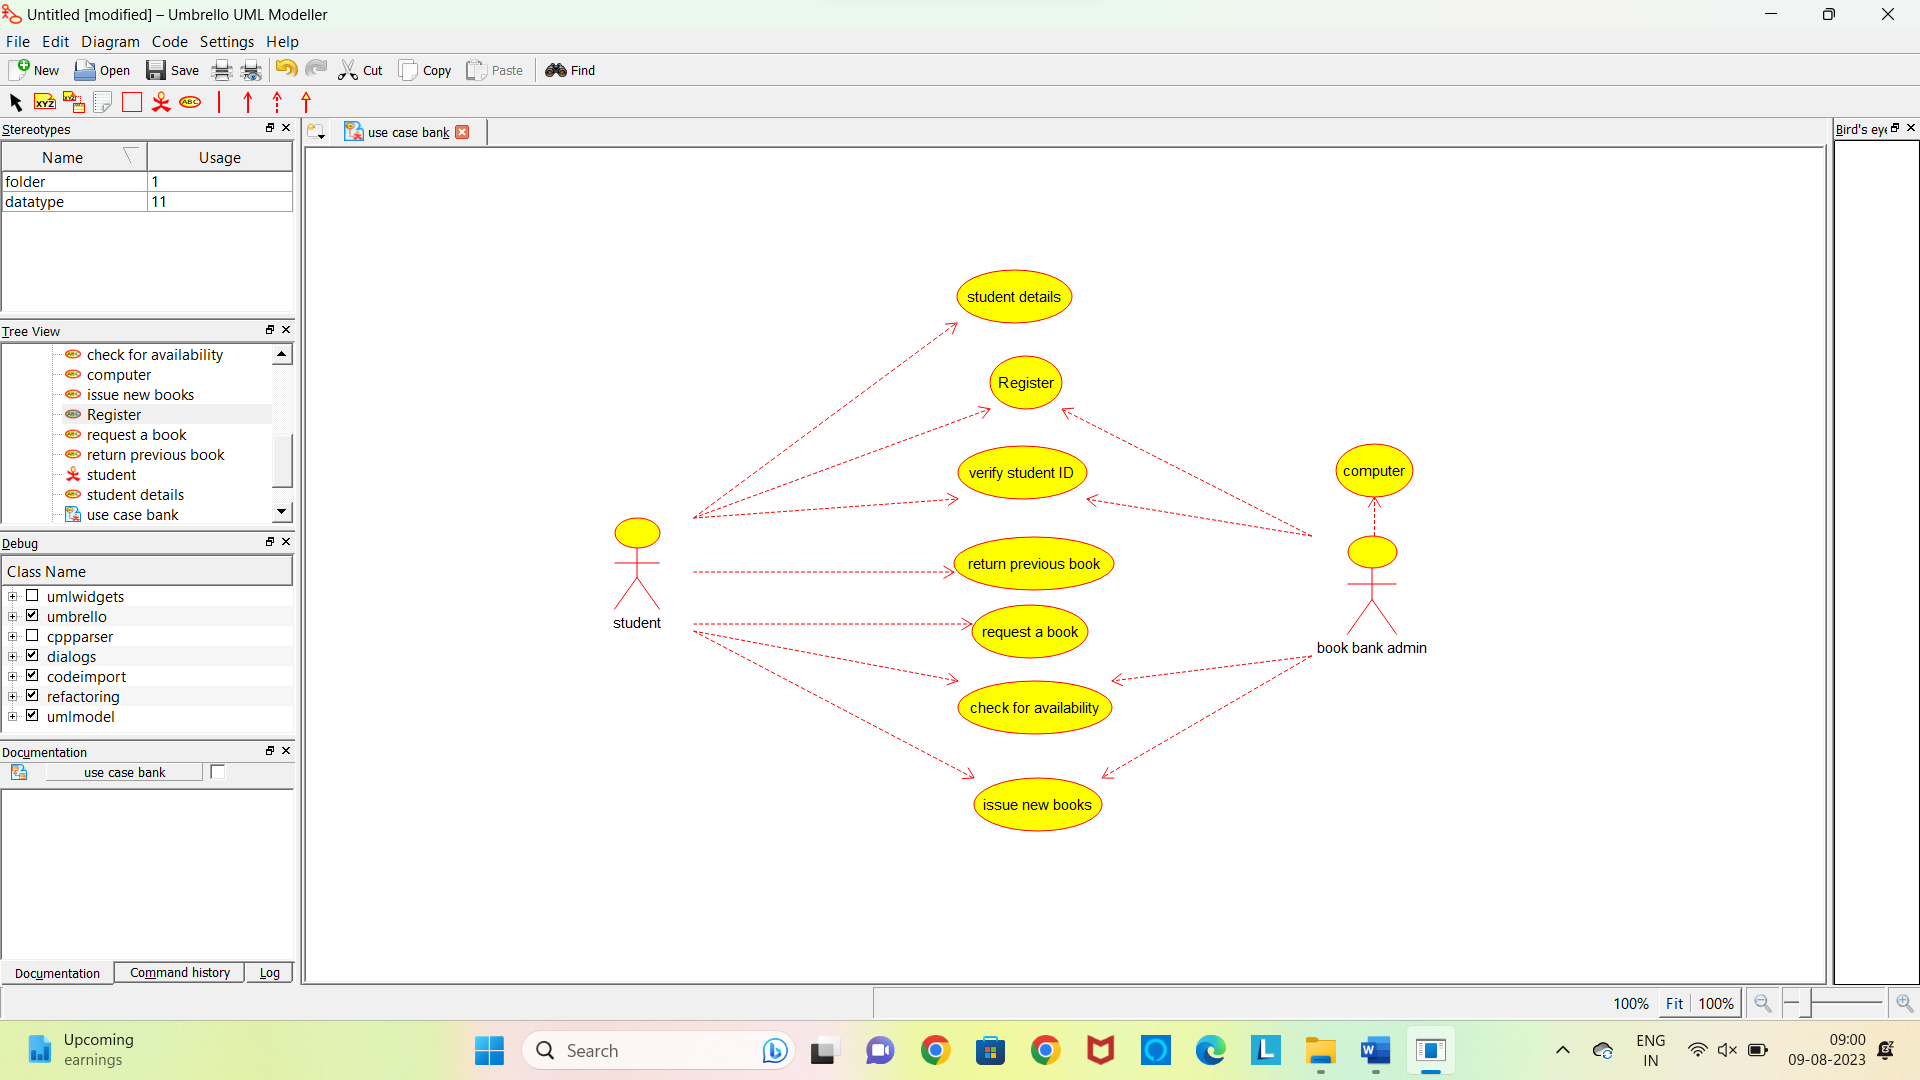 Untitled [modified] – Umbrello UML Modeller
File Edit Diagram Code Settings Help
New Open Save Cut Copy Paste Find
XYZ XYZ ABC
Stereotypes
Name Usage
folder 1
datatype 11
Tree View
check for availability
computer
issue new books
Register
request a book
return previous book
student
student details
use case bank
Debug
Class Name
umlwidgets
umbrello
cppparser
dialogs
codeimport
refactoring
umlmodel
Documentation
use case bank
Documentation Command history Log
use case bank
student details
Register
verify student ID
computer
return previous book
student
request a book
book bank admin
check for availability
issue new books
Bird's eye
100% Fit 100%
Upcoming
earnings
Search
L
W
ENG
IN
09:00
09-08-2023